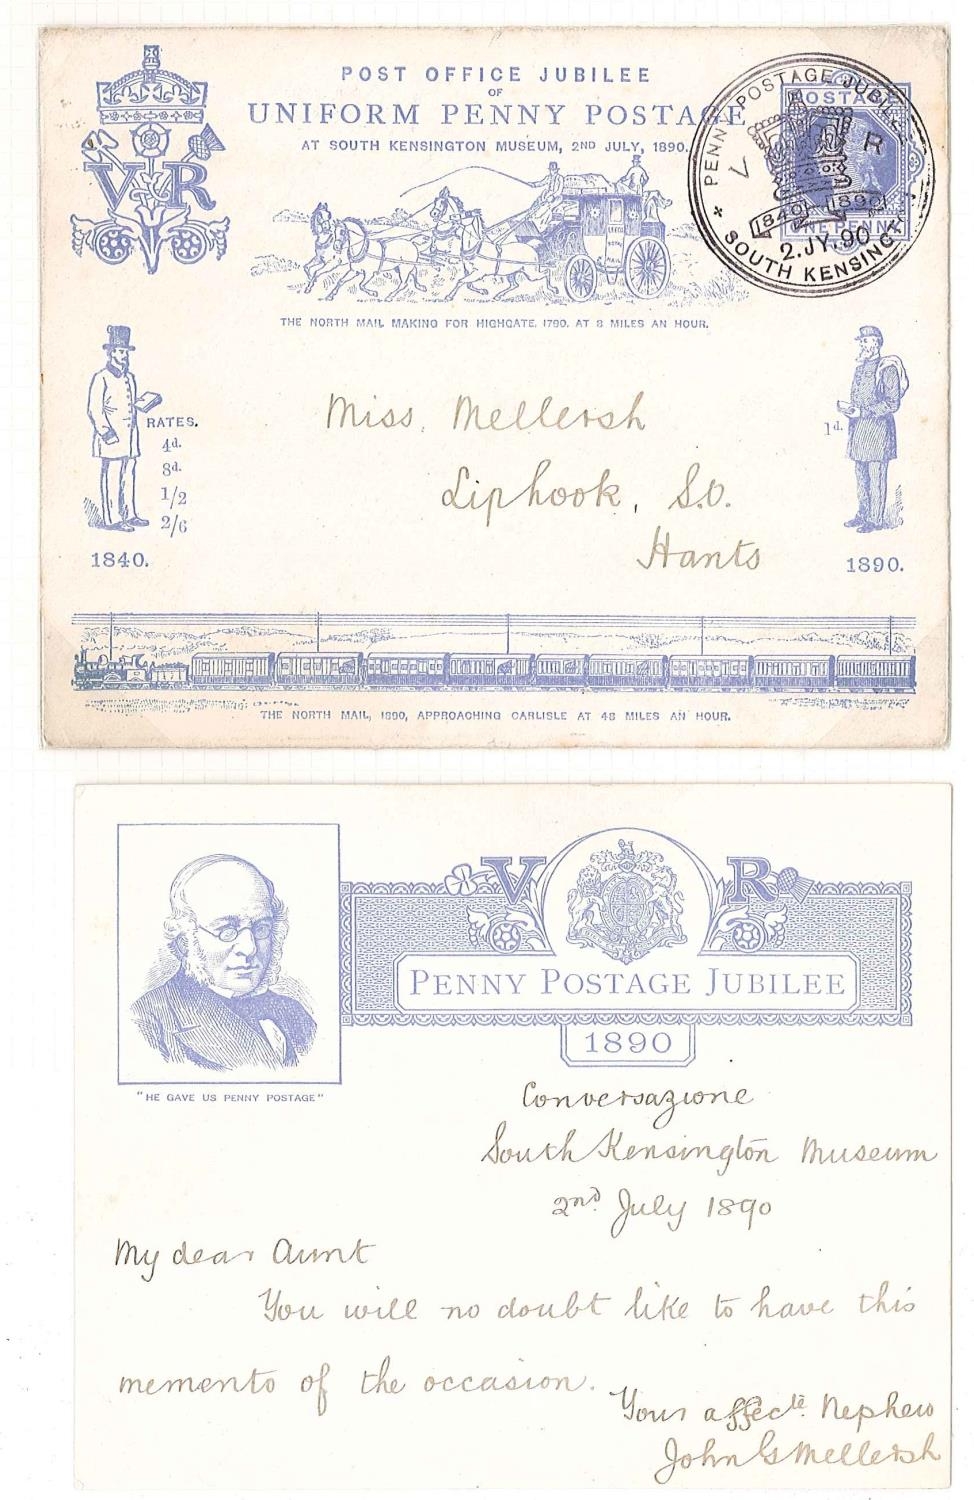 POST OFFICE JUBILEE
OF
UNIFORM PENNY POSTAGE
AT SOUTH KENSINGTON MUSEUM, 2ND JULY, 1890.
VR
PENNY POSTAGE JUBILEE
POSTAGE
7
R
1840 1890
ONE PENNY
2.JY.90
SOUTH KENSINGT
THE NORTH MAIL MAKING FOR HIGHGATE, 1790, AT 8 MILES AN HOUR.
RATES.
4d.
8d.
1/2
2/6
1840.
Miss. Mellersh
Liphook, S.O.
Hants
1d.
1890.
THE NORTH MAIL, 1890, APPROACHING CARLISLE AT 48 MILES AN HOUR.
V R
PENNY POSTAGE JUBILEE
1890
"HE GAVE US PENNY POSTAGE"
Conversazione
South Kensington Museum
2nd July 1890
My dear Aunt
You will no doubt like to have this
memento of the occasion.
Your affecte. Nephew
John G Mellersh